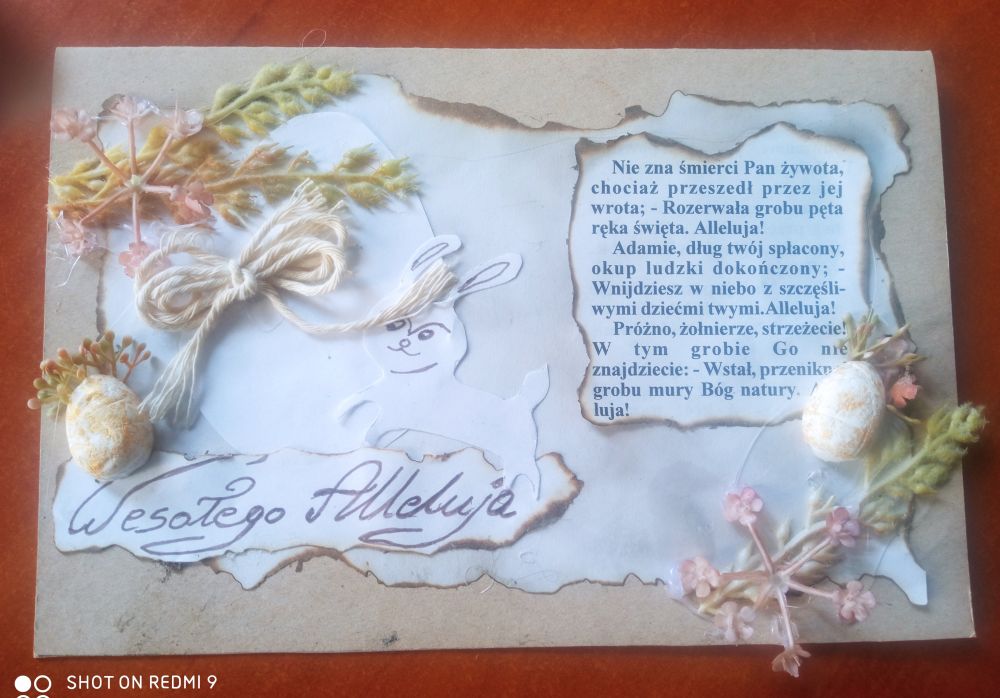 Nie zna śmierci Pan żywota,
chociaż przeszedł przez jej
wrota; - Rozerwała grobu pęta
ręka święta. Alleluja!
Adamie, dług twój spłacony,
okup ludzki dokończony; -
Wnijdziesz w niebo z szczęśli-
wymi dziećmi twymi.Alleluja!
Próżno, żołnierze, strzeżecie!
W tym grobie Go nie
znajdziecie: - Wstał, przenikn
grobu mury Bóg natury.
luja!
Wesołego Alleluja
SHOT ON REDMI 9